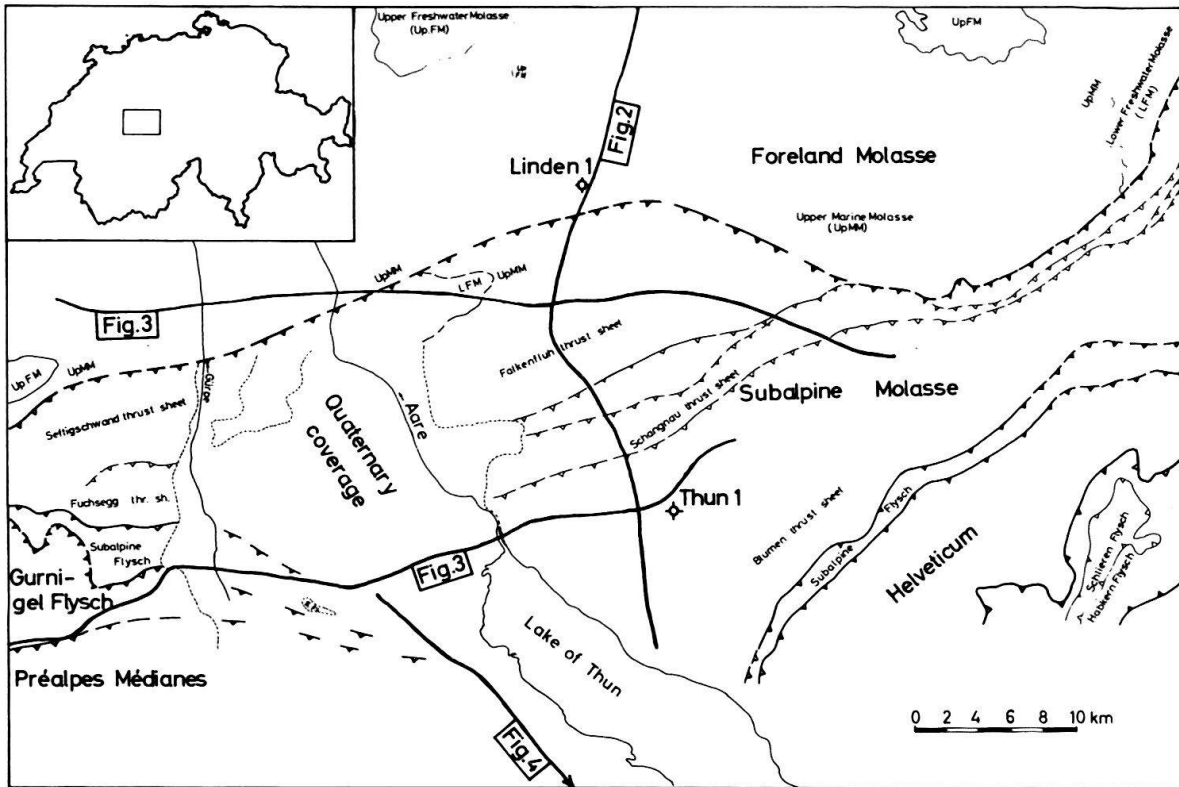 Upper Freshwater Molasse
(Up.FM)
Up
FM
UpFM
UpMM
Lower Freshwater Molasse
(LFM)
Fig.2
Linden 1
Foreland Molasse
Upper Marine Molasse
(UpMM)
UpMM
LFM
UpMM
Fig.3
UpFM
UpMM
Falkenfluh thrust sheet
Gürbe
Aare
Seftigschwand thrust sheet
Quaternary
coverage
Schangnau thrust sheet
Subalpine Molasse
Fuchsegg thr. sh.
Thun 1
Subalpine
Flysch
Blumen thrust sheet
Subalpine Flysch
Helveticum
Schlieren Flysch
Habkern Flysch
Gurni-
gel Flysch
Fig.3
Lake of Thun
Préalpes Médianes
Fig.4
0 2 4 6 8 10 km